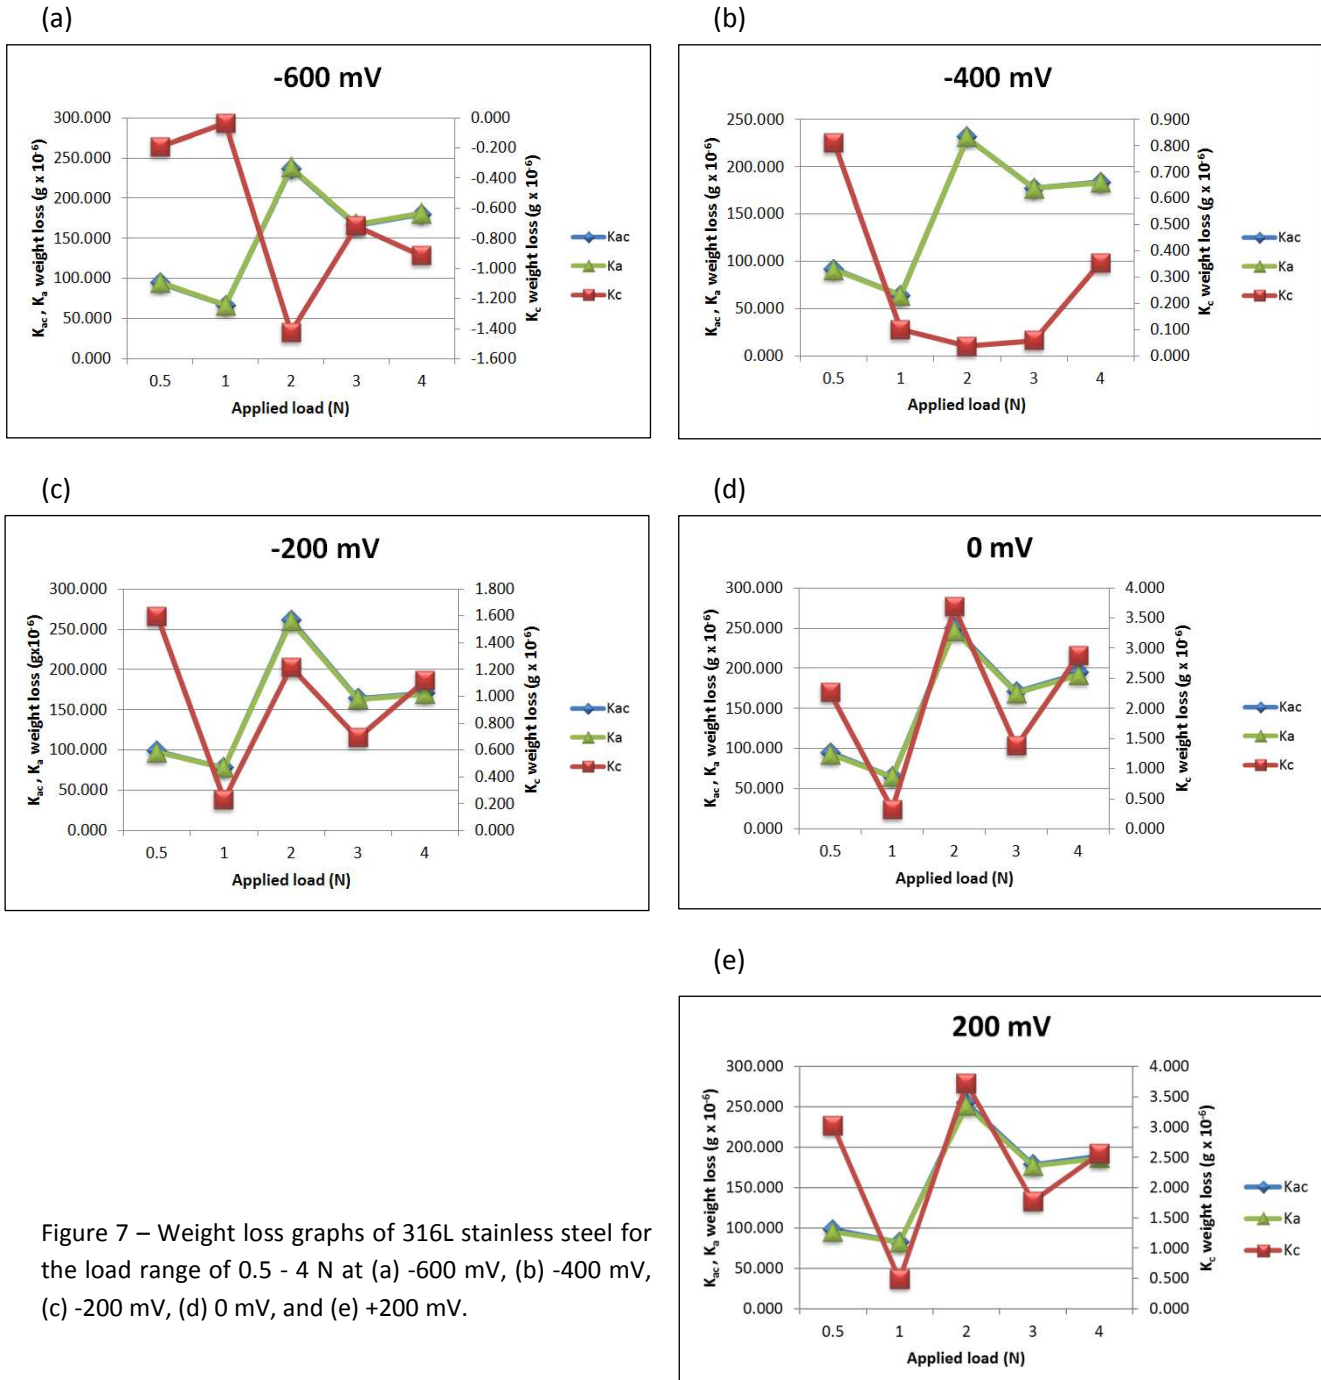 (a)
-600 mV
300.000
250.000
200.000
150.000
100.000
50.000
0.000
0.000
-0.200
-0.400
-0.600
-0.800
-1.000
-1.200
-1.400
-1.600
Kac , Ka weight loss (g x 10-6)
Kc weight loss (g x 10-6)
0.5 1 2 3 4
Applied load (N)
Kac
Ka
Kc
(b)
-400 mV
250.000
200.000
150.000
100.000
50.000
0.000
0.900
0.800
0.700
0.600
0.500
0.400
0.300
0.200
0.100
0.000
Kac , Ka weight loss (g x 10-6)
Kc weight loss (g x 10-6)
0.5 1 2 3 4
Applied load (N)
Kac
Ka
Kc
(c)
-200 mV
300.000
250.000
200.000
150.000
100.000
50.000
0.000
1.800
1.600
1.400
1.200
1.000
0.800
0.600
0.400
0.200
0.000
Kac , Ka weight loss (gx10-6)
Kc weight loss (g x 10-6)
0.5 1 2 3 4
Applied load (N)
Kac
Ka
Kc
(d)
0 mV
300.000
250.000
200.000
150.000
100.000
50.000
0.000
4.000
3.500
3.000
2.500
2.000
1.500
1.000
0.500
0.000
Kac , Ka weight loss (g x 10-6)
Kc weight loss (g x 10-6)
0.5 1 2 3 4
Applied load (N)
Kac
Ka
Kc
(e)
200 mV
300.000
250.000
200.000
150.000
100.000
50.000
0.000
4.000
3.500
3.000
2.500
2.000
1.500
1.000
0.500
0.000
Kac , Ka weight loss (g x 10-6)
Kc weight loss (g x 10-6)
0.5 1 2 3 4
Applied load (N)
Kac
Ka
Kc
Figure 7 – Weight loss graphs of 316L stainless steel for
the load range of 0.5 - 4 N at (a) -600 mV, (b) -400 mV,
(c) -200 mV, (d) 0 mV, and (e) +200 mV.